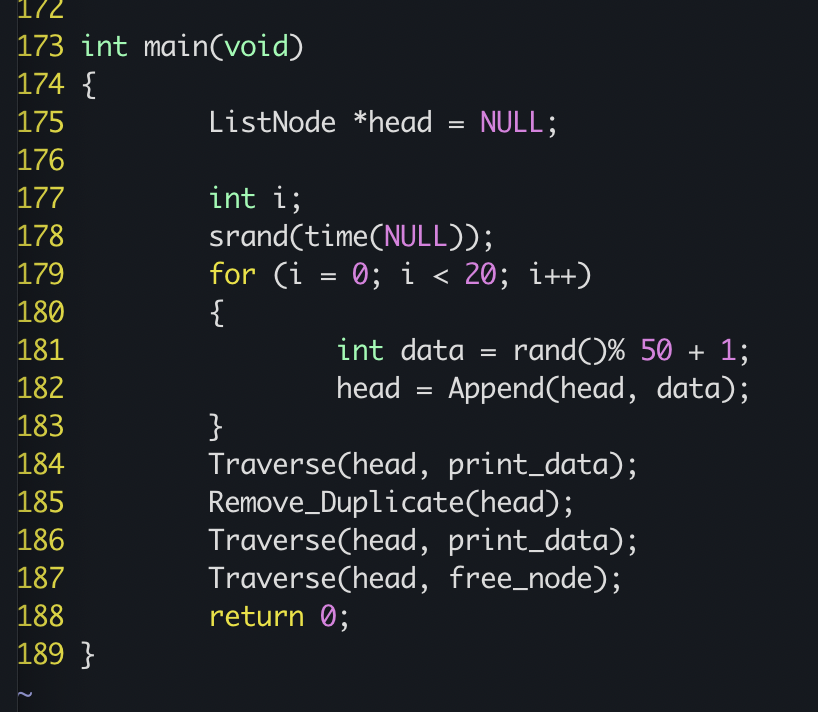 172
173 int main(void)
174 {
175         ListNode *head = NULL;
176
177         int i;
178         srand(time(NULL));
179         for (i = 0; i < 20; i++)
180         {
181                 int data = rand()% 50 + 1;
182                 head = Append(head, data);
183         }
184         Traverse(head, print_data);
185         Remove_Duplicate(head);
186         Traverse(head, print_data);
187         Traverse(head, free_node);
188         return 0;
189 }
~